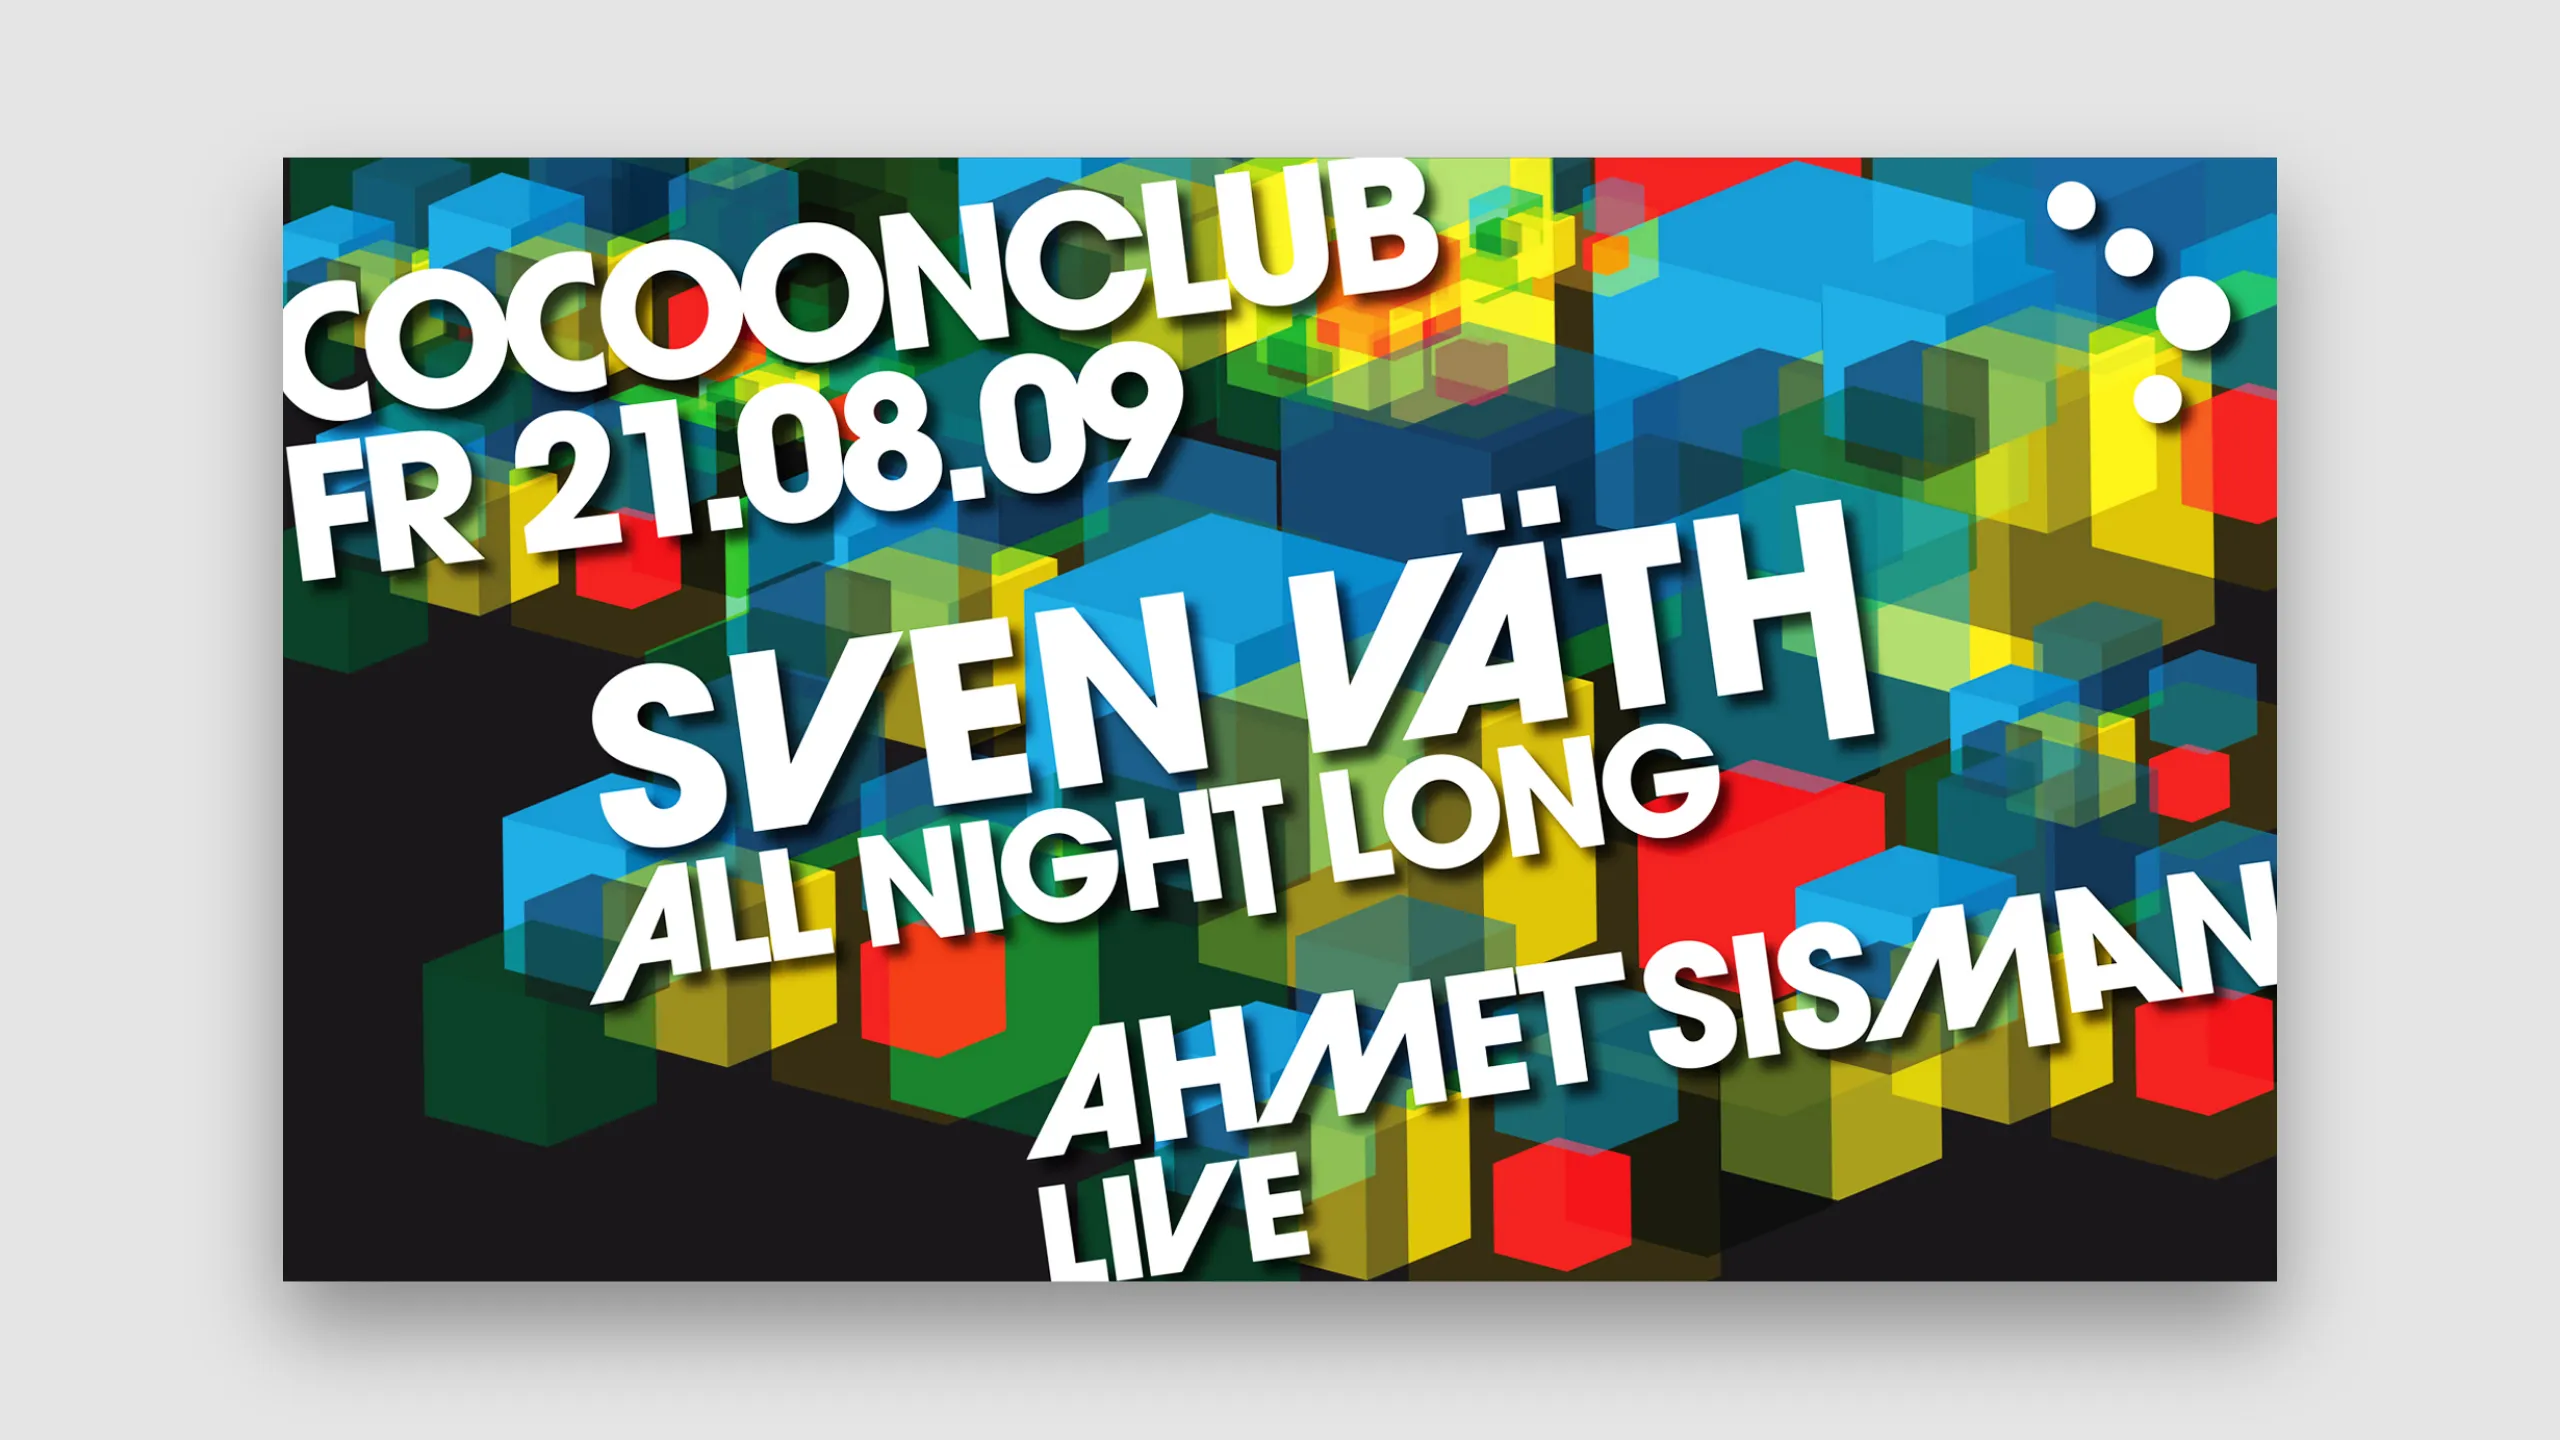 COCOONCLUB
FR 21.08.09
SVEN VÄTH
ALL NIGHT LONG
AHMET SISMAN
LIVE